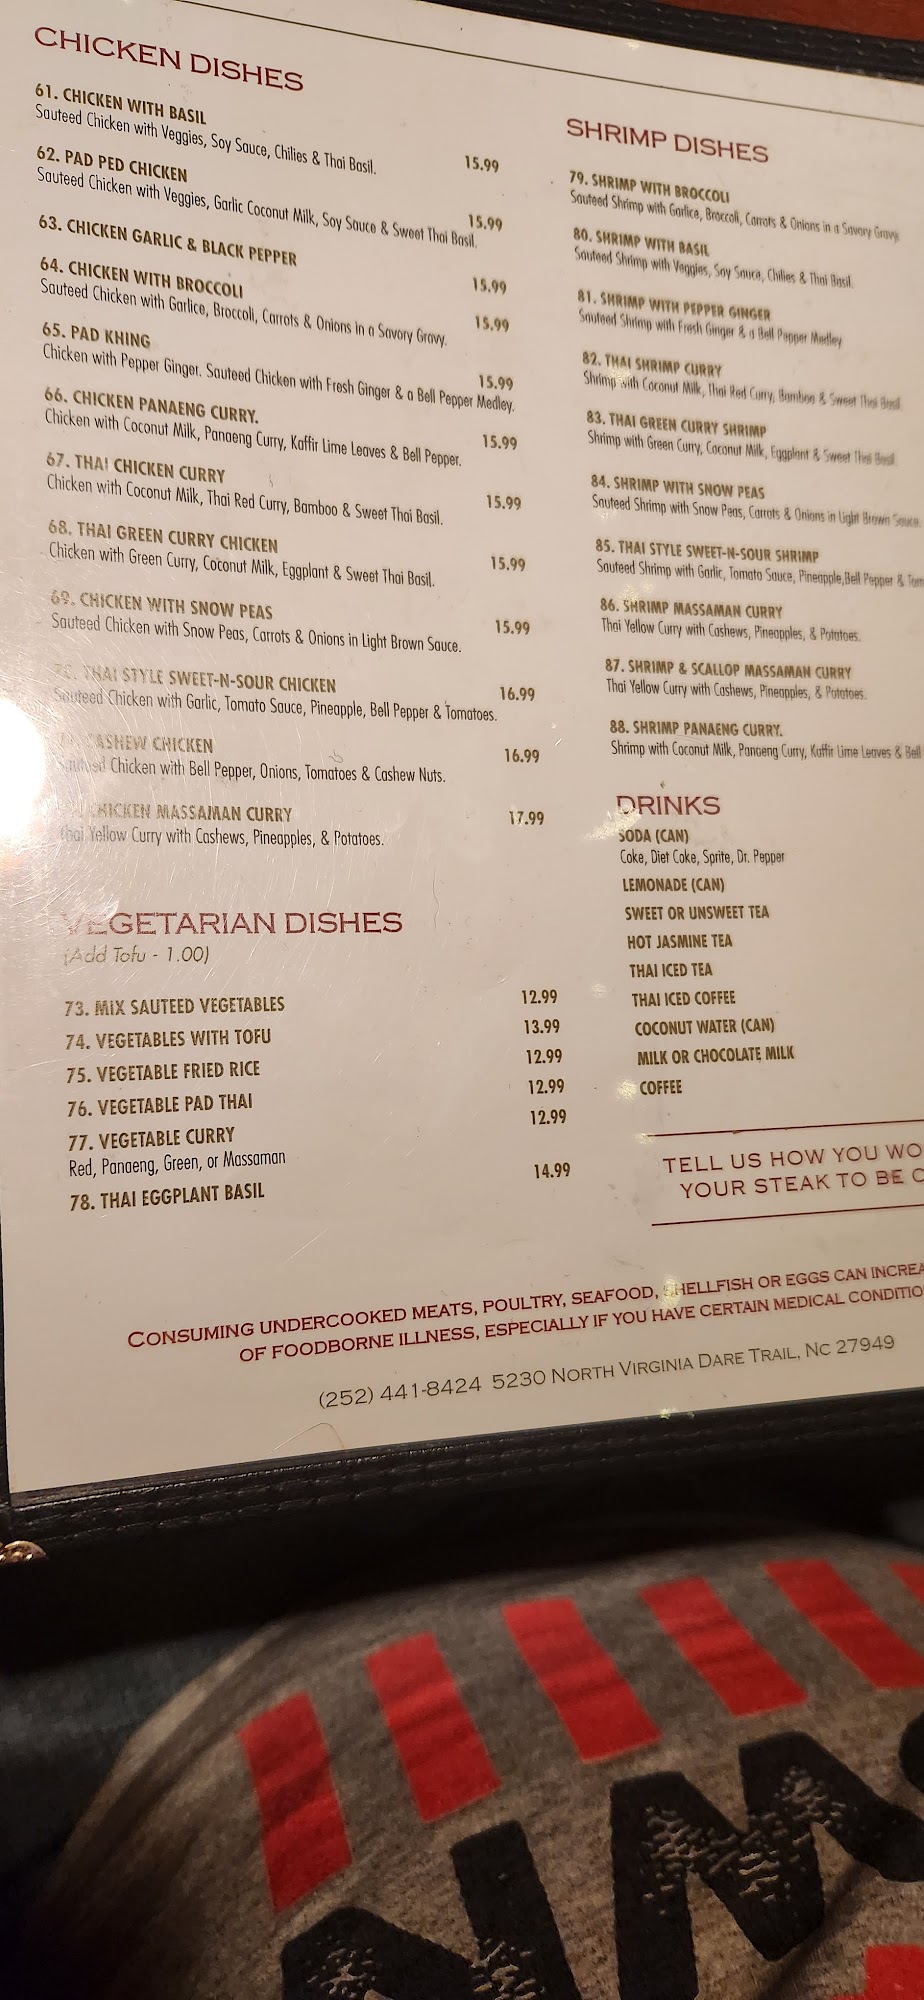 CHICKEN DISHES
61. CHICKEN WITH BASIL
Sauteed Chicken with Veggies, Soy Sauce, Chilies & Thai Basil. 15.99
62. PAD PED CHICKEN
Sauteed Chicken with Veggies, Garlic Coconut Milk, Soy Sauce & Sweet Thai Basil. 15.99
63. CHICKEN GARLIC & BLACK PEPPER 15.99
64. CHICKEN WITH BROCCOLI 15.99
Sauteed Chicken with Garlice, Broccoli, Carrots & Onions in a Savory Gravy.
65. PAD KHING 15.99
Chicken with Pepper Ginger. Sauteed Chicken with Fresh Ginger & a Bell Pepper Medley.
66. CHICKEN PANAENG CURRY. 15.99
Chicken with Coconut Milk, Panaeng Curry, Kaffir Lime Leaves & Bell Pepper.
67. THAI CHICKEN CURRY 15.99
Chicken with Coconut Milk, Thai Red Curry, Bamboo & Sweet Thai Basil.
68. THAI GREEN CURRY CHICKEN 15.99
Chicken with Green Curry, Coconut Milk, Eggplant & Sweet Thai Basil.
69. CHICKEN WITH SNOW PEAS 15.99
Sauteed Chicken with Snow Peas, Carrots & Onions in Light Brown Sauce.
THAI STYLE SWEET-N-SOUR CHICKEN 16.99
Sauteed Chicken with Garlic, Tomato Sauce, Pineapple, Bell Pepper & Tomatoes.
CASHEW CHICKEN 16.99
Sauteed Chicken with Bell Pepper, Onions, Tomatoes & Cashew Nuts.
CHICKEN MASSAMAN CURRY 17.99
Thai Yellow Curry with Cashews, Pineapples, & Potatoes.
VEGETARIAN DISHES
(Add Tofu - 1.00)
73. MIX SAUTEED VEGETABLES 12.99
74. VEGETABLES WITH TOFU 13.99
75. VEGETABLE FRIED RICE 12.99
76. VEGETABLE PAD THAI 12.99
77. VEGETABLE CURRY 12.99
Red, Panaeng, Green, or Massaman
78. THAI EGGPLANT BASIL 14.99
SHRIMP DISHES
79. SHRIMP WITH BROCCOLI
Sauteed Shrimp with Garlice, Broccoli, Carrots & Onions in a Savory Gravy.
80. SHRIMP WITH BASIL
Sauteed Shrimp with Veggies, Soy Sauce, Chilies & Thai Basil.
81. SHRIMP WITH PEPPER GINGER
Sauteed Shrimp with Fresh Ginger & a Bell Pepper Medley
82. THAI SHRIMP CURRY
Shrimp with Coconut Milk, Thai Red Curry, Bamboo & Sweet Thai Basil.
83. THAI GREEN CURRY SHRIMP
Shrimp with Green Curry, Coconut Milk, Eggplant & Sweet Thai Basil.
84. SHRIMP WITH SNOW PEAS
Sauteed Shrimp with Snow Peas, Carrots & Onions in Light Brown Sauce.
85. THAI STYLE SWEET-N-SOUR SHRIMP
Sauteed Shrimp with Garlic, Tomato Sauce, Pineapple,Bell Pepper & Tom
86. SHRIMP MASSAMAN CURRY
Thai Yellow Curry with Cashews, Pineapples, & Potatoes.
87. SHRIMP & SCALLOP MASSAMAN CURRY
Thai Yellow Curry with Cashews, Pineapples, & Potatoes.
88. SHRIMP PANAENG CURRY.
Shrimp with Coconut Milk, Panaeng Curry, Kaffir Lime Leaves & Bell
DRINKS
SODA (CAN)
Coke, Diet Coke, Sprite, Dr. Pepper
LEMONADE (CAN)
SWEET OR UNSWEET TEA
HOT JASMINE TEA
THAI ICED TEA
THAI ICED COFFEE
COCONUT WATER (CAN)
MILK OR CHOCOLATE MILK
COFFEE
TELL US HOW YOU WO
YOUR STEAK TO BE C
CONSUMING UNDERCOOKED MEATS, POULTRY, SEAFOOD, SHELLFISH OR EGGS CAN INCREA
OF FOODBORNE ILLNESS, ESPECIALLY IF YOU HAVE CERTAIN MEDICAL CONDITIO
(252) 441-8424 5230 NORTH VIRGINIA DARE TRAIL, NC 27949